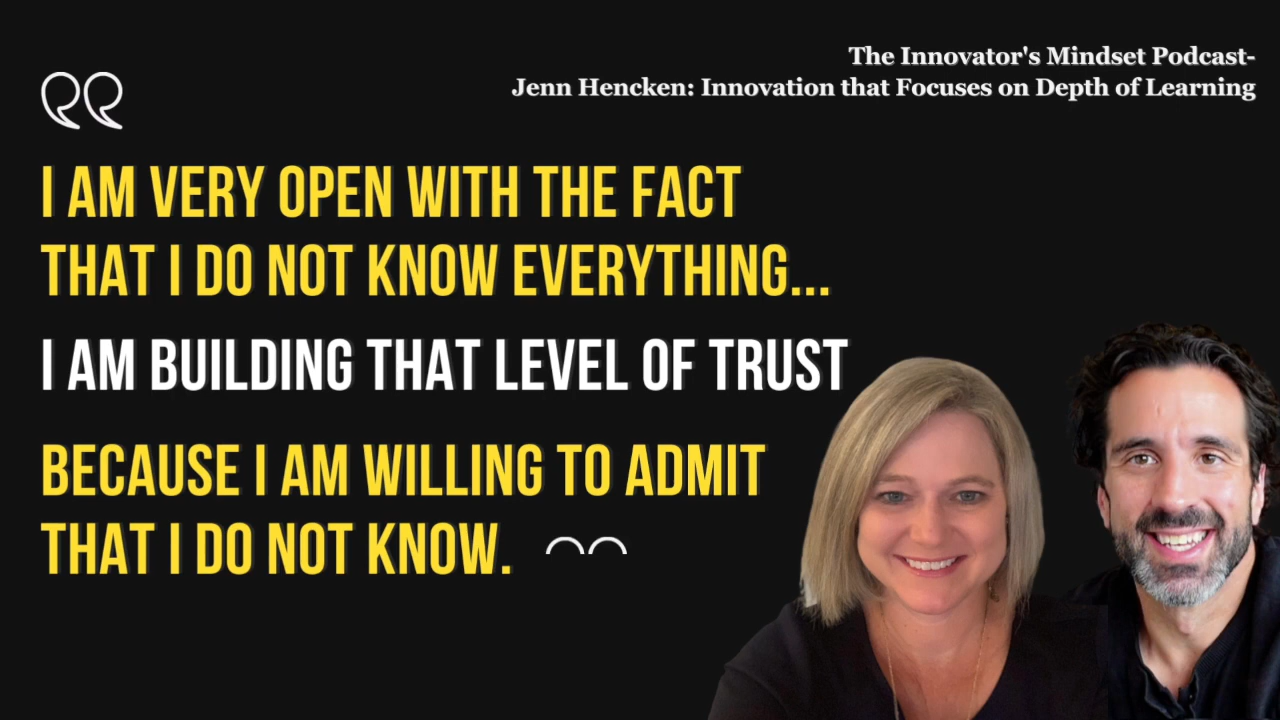 The Innovator's Mindset Podcast-
Jenn Hencken: Innovation that Focuses on Depth of Learning
I AM VERY OPEN WITH THE FACT
THAT I DO NOT KNOW EVERYTHING...
I AM BUILDING THAT LEVEL OF TRUST
BECAUSE I AM WILLING TO ADMIT
THAT I DO NOT KNOW.